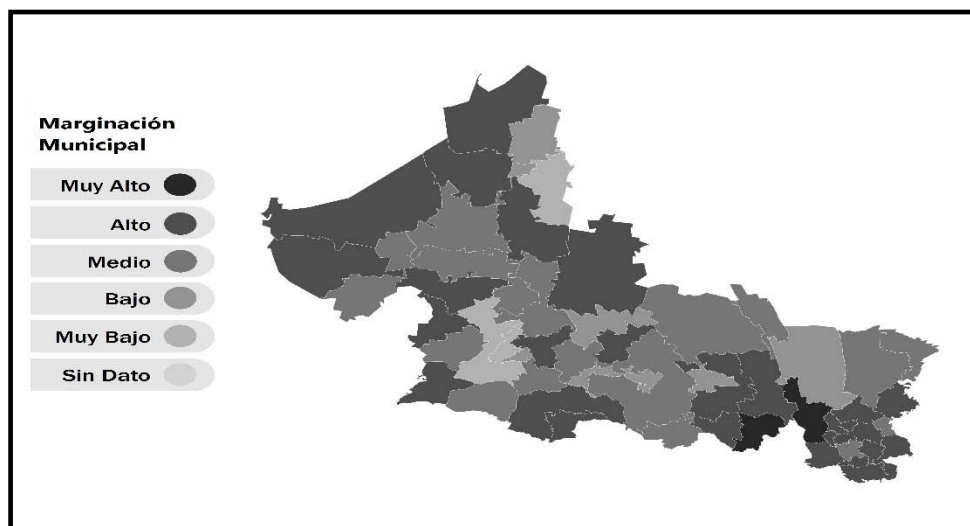 Marginación
Municipal
Muy Alto
Alto
Medio
Bajo
Muy Bajo
Sin Dato